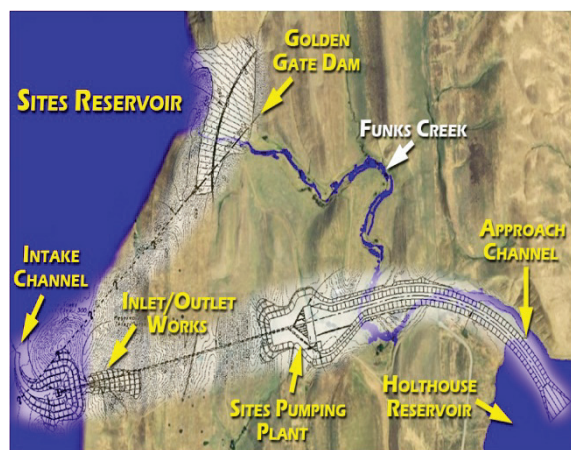 GOLDEN
GATE DAM
SITES RESERVOIR
FUNKS CREEK
APPROACH
CHANNEL
INTAKE
CHANNEL
INLET/OUTLET
WORKS
SITES PUMPING
PLANT
HOLTHOUSE
RESERVOIR